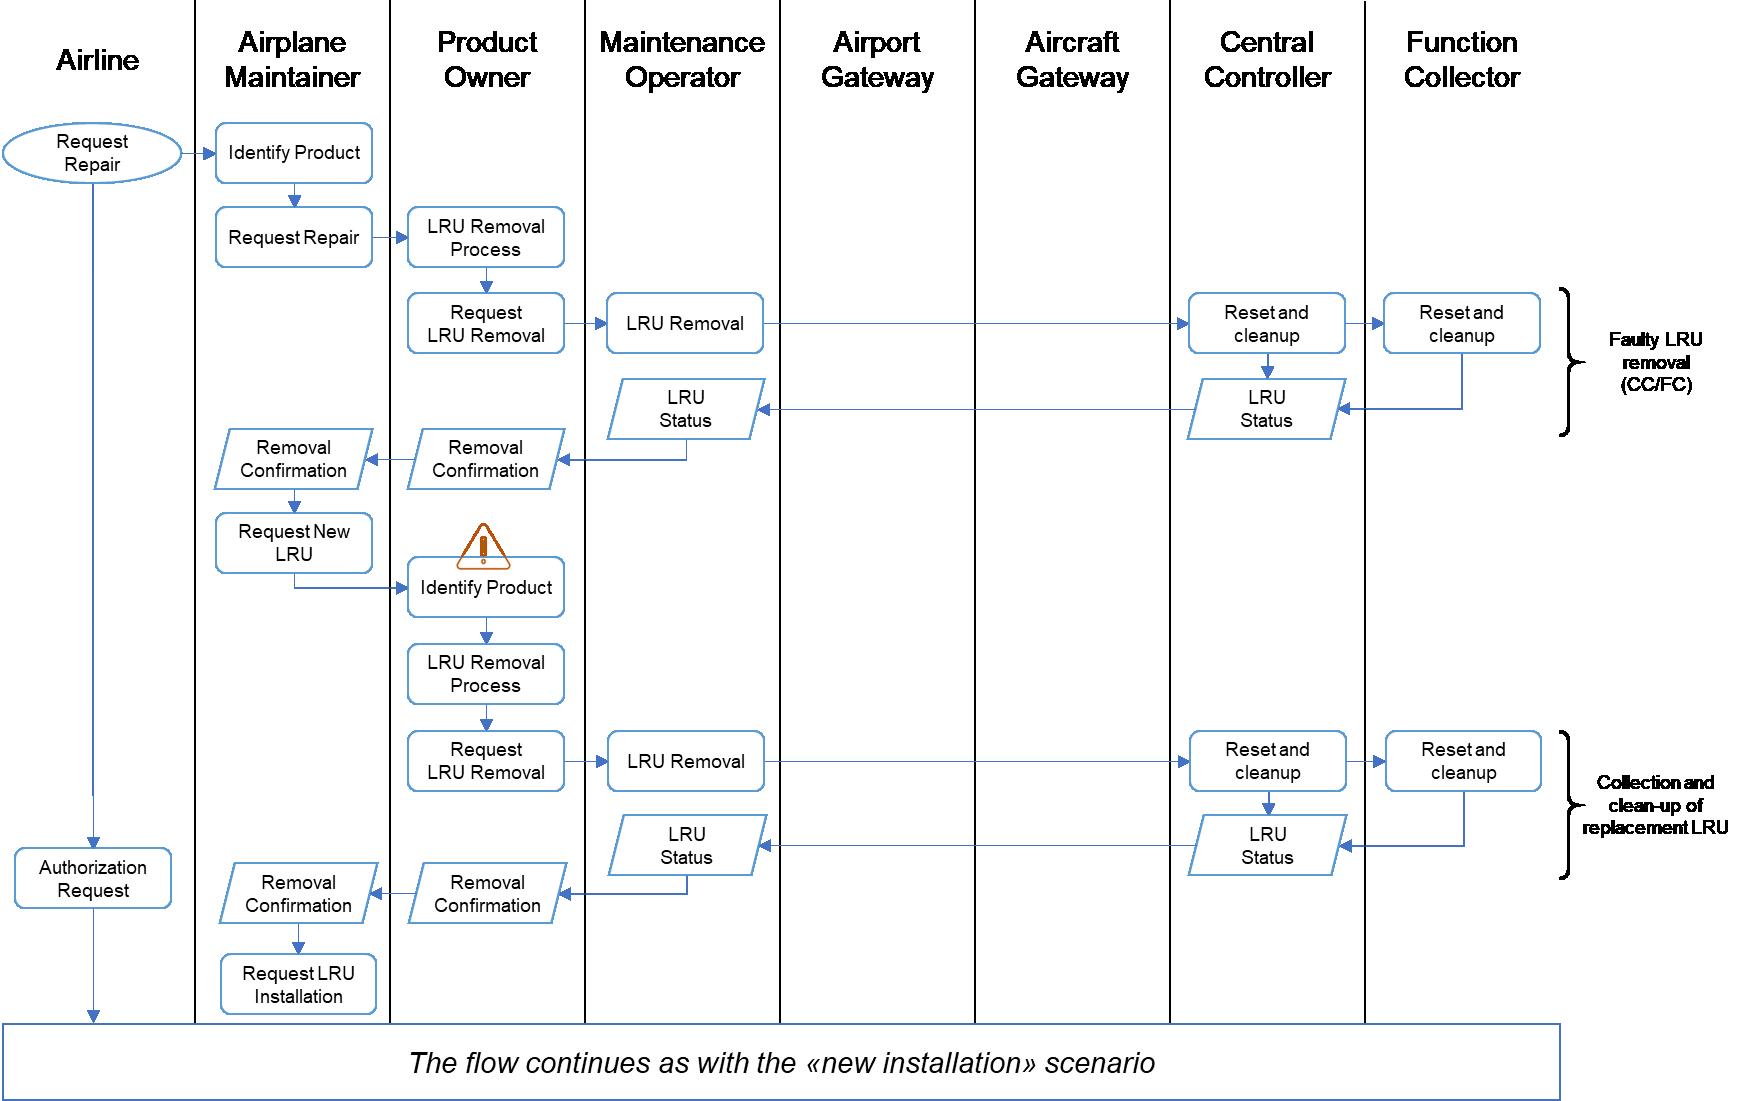 Airline
Airplane
Maintainer
Product
Owner
Maintenance
Operator
Airport
Gateway
Aircraft
Gateway
Central
Controller
Function
Collector
Request
Repair
Identify Product
Request Repair
LRU Removal
Process
Request
LRU Removal
LRU Removal
Reset and
cleanup
Reset and
cleanup
Faulty LRU
removal
(CC/FC)
LRU
Status
LRU
Status
Removal
Confirmation
Removal
Confirmation
Request New
LRU
Identify Product
LRU Removal
Process
Request
LRU Removal
LRU Removal
Reset and
cleanup
Reset and
cleanup
Collection and
clean-up of
replacement LRU
LRU
Status
LRU
Status
Authorization
Request
Removal
Confirmation
Removal
Confirmation
Request LRU
Installation
The flow continues as with the «new installation» scenario